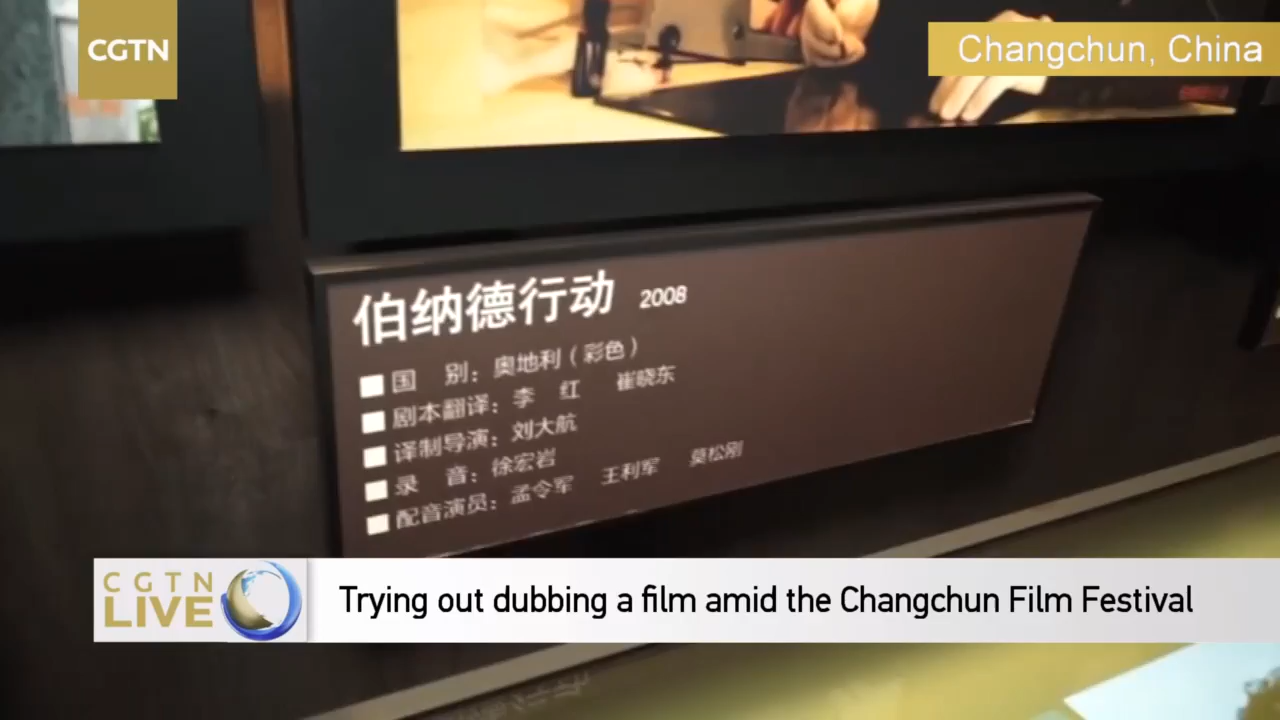 CGTN
Changchun, China
伯纳德行动 2008
国 别：奥地利（彩色）
剧本翻译：李 红 崔晓东
译制导演：刘大航
录 音：徐宏岩
配音演员：孟令军 王利军 莫松刚
CGTN
LIVE
Trying out dubbing a film amid the Changchun Film Festival